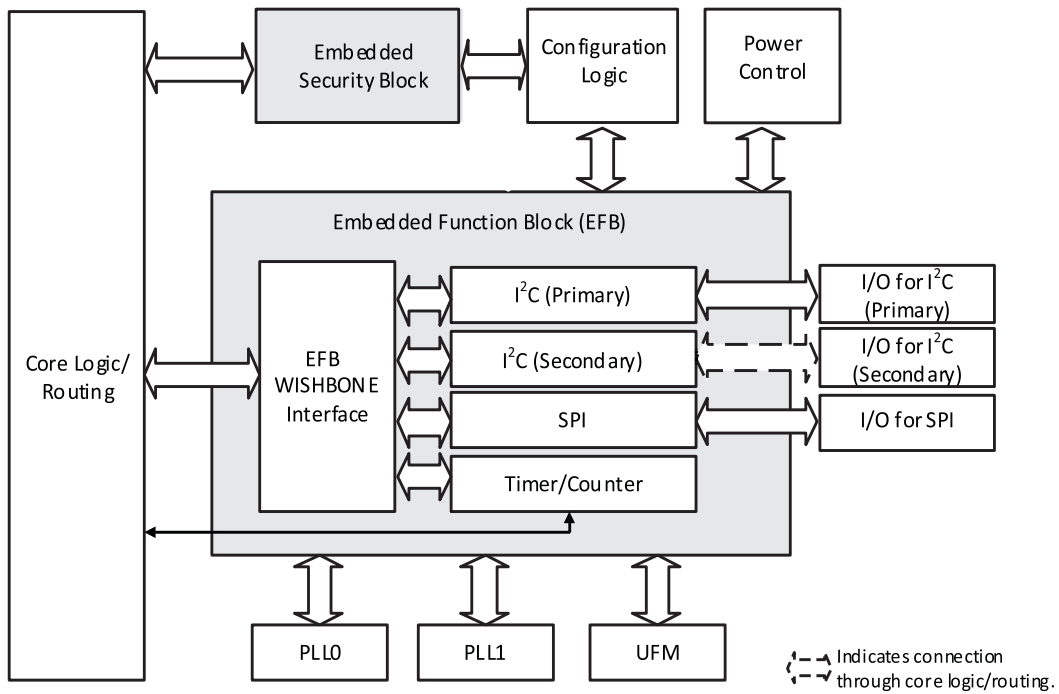 Embedded
Security Block
Configuration
Logic
Power
Control
Embedded Function Block (EFB)
Core Logic/
Routing
EFB
WISHBONE
Interface
I²C (Primary)
I²C (Secondary)
SPI
Timer/Counter
I/O for I²C
(Primary)
I/O for I²C
(Secondary)
I/O for SPI
PLL0
PLL1
UFM
Indicates connection
through core logic/routing.